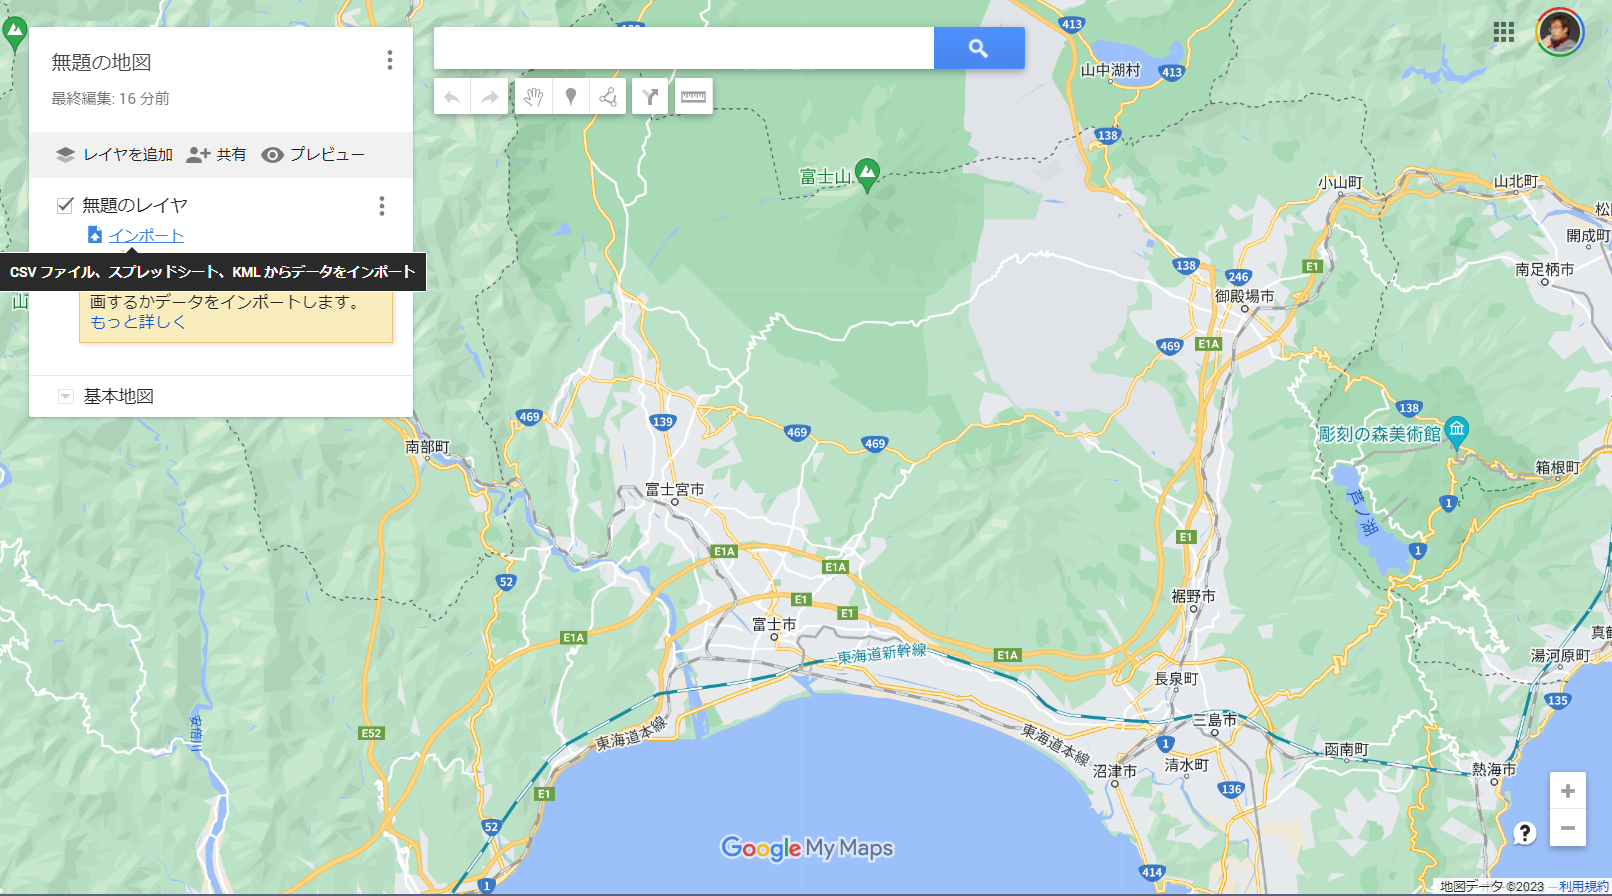 無題の地図
最終編集: 16 分前
レイヤを追加
共有
プレビュー
無題のレイヤ
インポート
CSV ファイル、スプレッドシート、KML からデータをインポート
画するかデータをインポートします。
もっと詳しく
基本地図
山
413
山中湖村
413
138
富士山
小山町
山北町
松田
開成町
南足柄市
138
246
E1
御殿場市
469
E1A
469
139
469
469
138
彫刻の森美術館
箱根町
南部町
富士宮市
芦ノ湖
1
1
E1
E1A
E1A
52
裾野市
E1
E1
富士市
E1A
東海道新幹線
E1A
湯河原町
長泉町
135
安倍川
E52
東海道本線
東海道本線
三島市
1
函南町
清水町
沼津市
熱海市
136
E1
52
1
414
Google My Maps
地図データ ©2023
利用規約